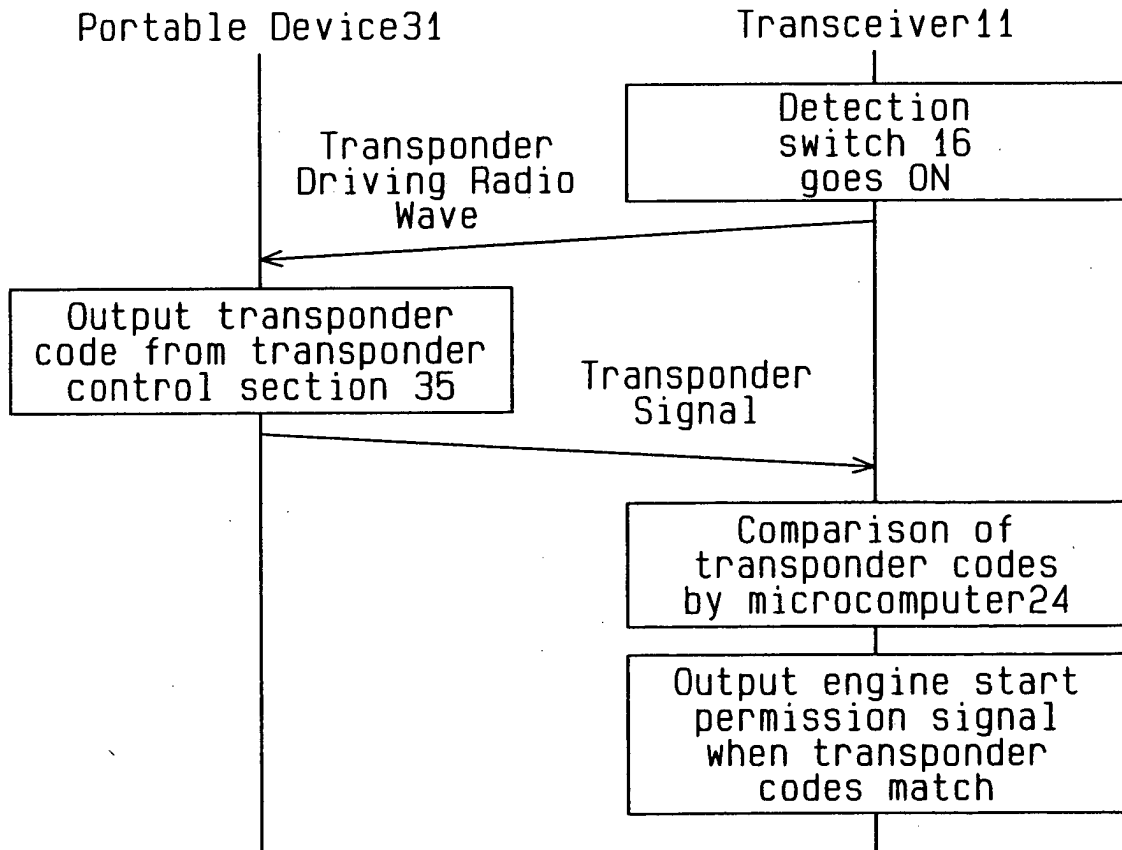 Portable Device31
Transceiver11
Detection
switch 16
goes ON
Transponder
Driving Radio
Wave
Output transponder
code from transponder
control section 35
Transponder
Signal
Comparison of
transponder codes
by microcomputer24
Output engine start
permission signal
when transponder
codes match